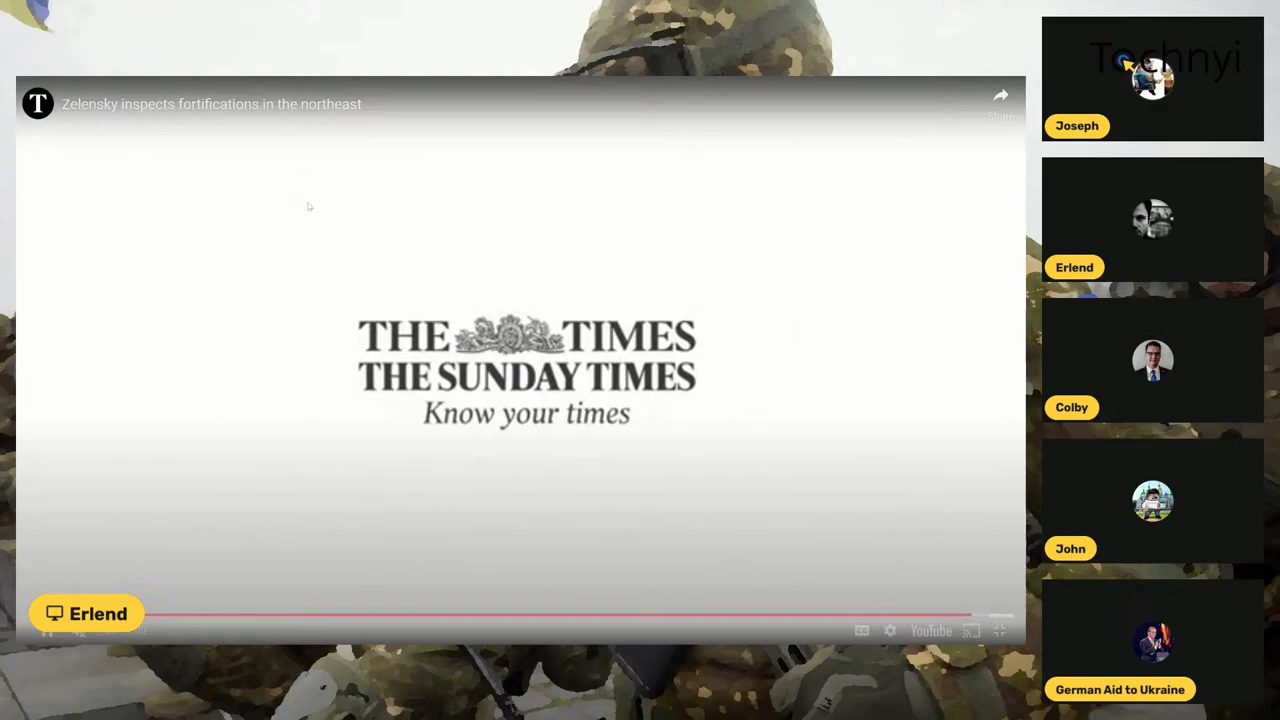 Zelensky inspects fortifications in the northeast
Share
THE TIMES
THE SUNDAY TIMES
Know your times
Erlend
YouTube
Joseph
Erlend
Colby
John
German Aid to Ukraine